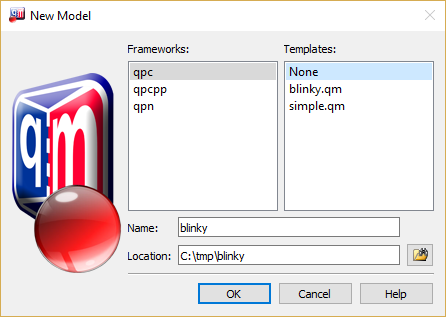 New Model
Frameworks:
qpc
qpcpp
qpn
Templates:
None
blinky.qm
simple.qm
qm
Name:
blinky
Location:
C:\tmp\blinky
OK
Cancel
Help